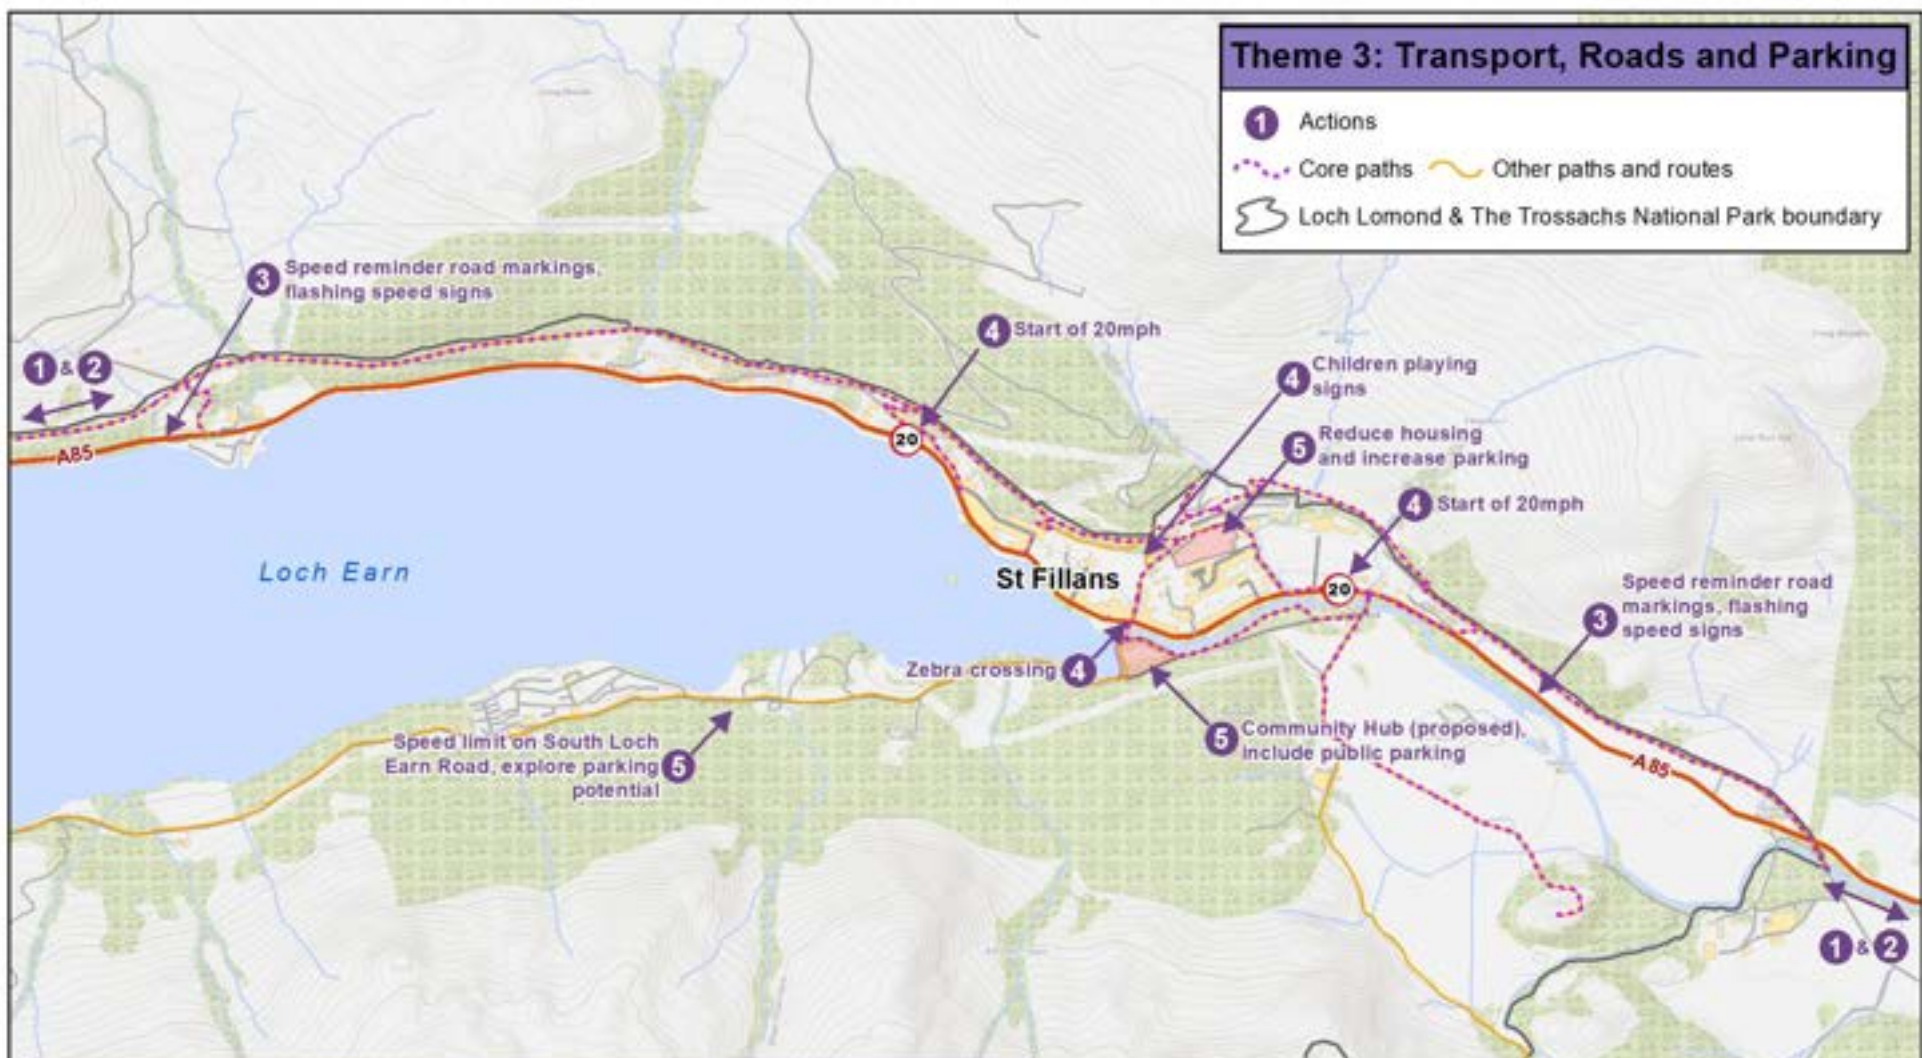 Theme 3: Transport, Roads and Parking
1 Actions
Core paths
Other paths and routes
Loch Lomond & The Trossachs National Park boundary
3 Speed reminder road markings,
flashing speed signs
1 & 2
A85
4 Start of 20mph
20
4 Children playing
signs
5 Reduce housing
and increase parking
4 Start of 20mph
20
Loch Earn
St Fillans
Speed reminder road
markings, flashing
speed signs
3
Zebra crossing 4
5 Community Hub (proposed),
include public parking
Speed limit on South Loch
Earn Road, explore parking
potential
5
A85
1 & 2